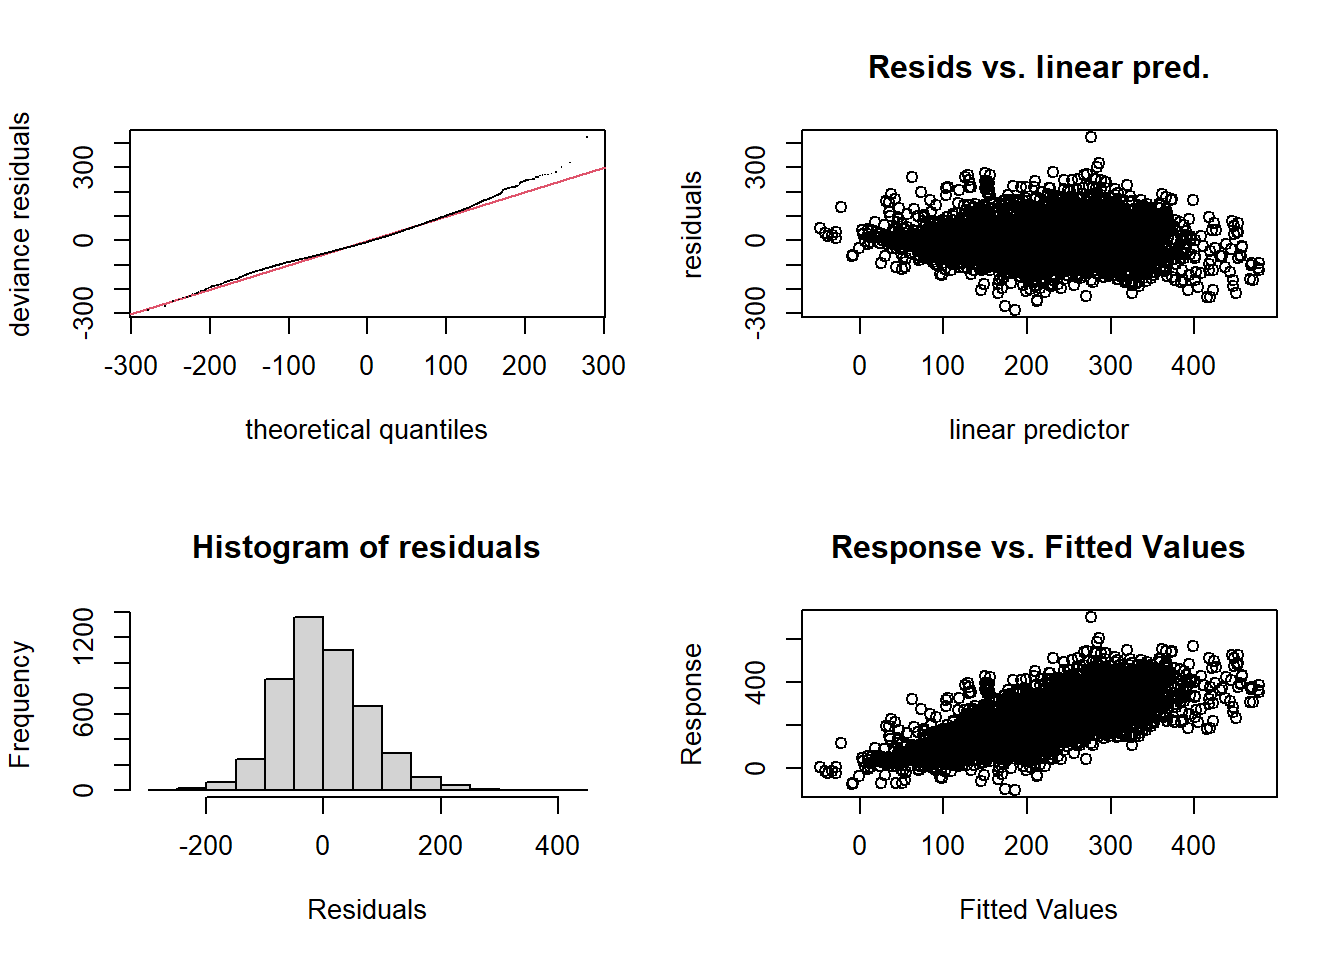 deviance residuals
300
0
-300
-300 -200 -100 0 100 200 300
theoretical quantiles
Resids vs. linear pred.
residuals
300
0
-300
0 100 200 300 400
linear predictor
Histogram of residuals
Frequency
1200
600
0
-200 0 200 400
Residuals
Response vs. Fitted Values
Response
400
0
0 100 200 300 400
Fitted Values